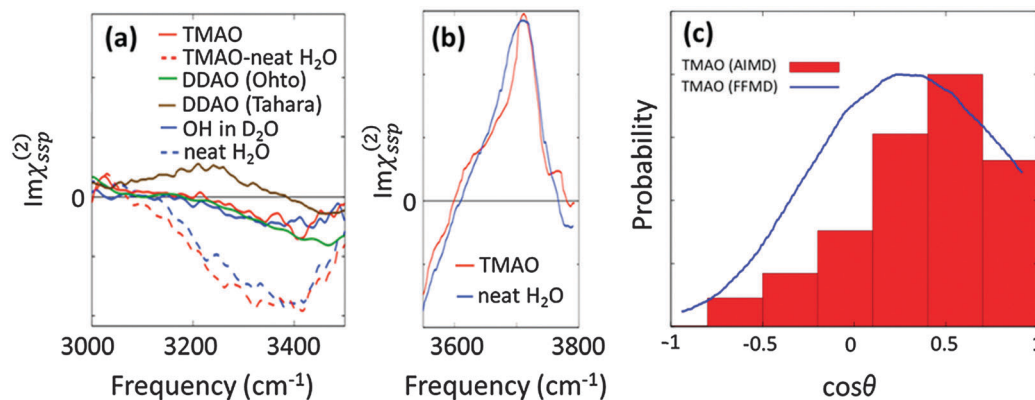 (a)
TMAO
TMAO-neat H₂O
DDAO (Ohto)
DDAO (Tahara)
OH in D₂O
neat H₂O
Imχ⁽²⁾ssp
0
3000 3200 3400
Frequency (cm⁻¹)
(b)
Imχ⁽²⁾ssp
0
TMAO
neat H₂O
3600 3800
Frequency (cm⁻¹)
(c)
TMAO (AIMD)
TMAO (FFMD)
Probability
-1 -0.5 0 0.5 1
cosθ